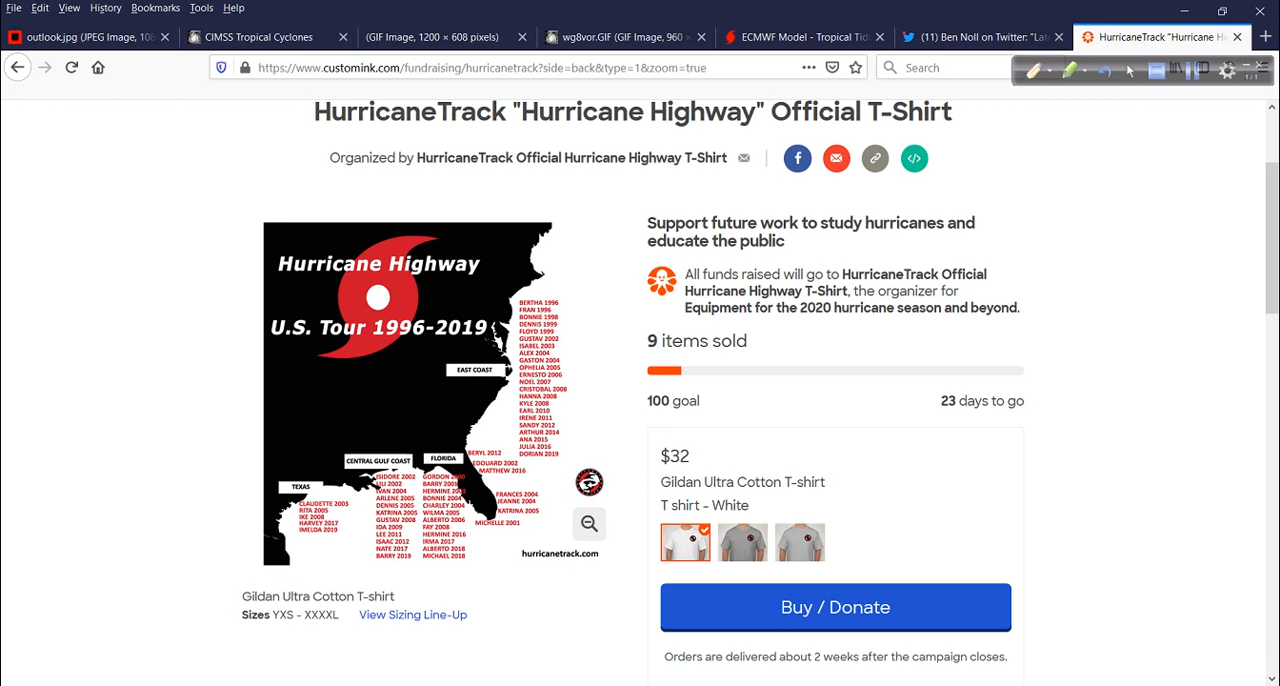 File Edit View History Bookmarks Tools Help
outlook.jpg (JPEG Image, 108
CIMSS Tropical Cyclones
(GIF Image, 1200 × 608 pixels)
wg8vor.GIF (GIF Image, 960 ×
ECMWF Model - Tropical Tid
(11) Ben Noll on Twitter: "Lat
HurricaneTrack "Hurricane Hi
https://www.customink.com/fundraising/hurricanetrack?side=back&type=1&zoom=true
Search
1/1
HurricaneTrack "Hurricane Highway" Official T-Shirt
Organized by HurricaneTrack Official Hurricane Highway T-Shirt
Hurricane Highway
U.S. Tour 1996-2019
EAST COAST
BERTHA 1996
FRAN 1996
BONNIE 1998
DENNIS 1999
FLOYD 1999
GUSTAV 2002
ISABEL 2003
ALEX 2004
GASTON 2004
OPHELIA 2005
ERNESTO 2006
NOEL 2007
CRISTOBAL 2008
HANNA 2008
KYLE 2008
EARL 2010
IRENE 2011
SANDY 2012
ARTHUR 2014
ANA 2015
JULIA 2016
DORIAN 2019
CENTRAL GULF COAST
ISIDORE 2002
LILI 2002
IVAN 2004
ARLENE 2005
DENNIS 2005
KATRINA 2005
GUSTAV 2008
IDA 2009
LEE 2011
ISAAC 2012
NATE 2017
BARRY 2019
FLORIDA
GORDON 2000
BARRY 2001
HERMINE 2003
BONNIE 2004
CHARLEY 2004
WILMA 2005
ALBERTO 2006
FAY 2008
HERMINE 2016
IRMA 2017
ALBERTO 2018
MICHAEL 2018
BERYL 2012
EDOUARD 2002
MATTHEW 2016
FRANCES 2004
JEANNE 2004
KATRINA 2005
MICHELLE 2001
TEXAS
CLAUDETTE 2003
RITA 2005
IKE 2008
HARVEY 2017
IMELDA 2019
hurricanetrack.com
Gildan Ultra Cotton T-shirt
Sizes YXS - XXXXL View Sizing Line-Up
Support future work to study hurricanes and
educate the public
All funds raised will go to HurricaneTrack Official
Hurricane Highway T-Shirt, the organizer for
Equipment for the 2020 hurricane season and beyond.
9 items sold
100 goal
23 days to go
$32
Gildan Ultra Cotton T-shirt
T shirt - White
Buy / Donate
Orders are delivered about 2 weeks after the campaign closes.